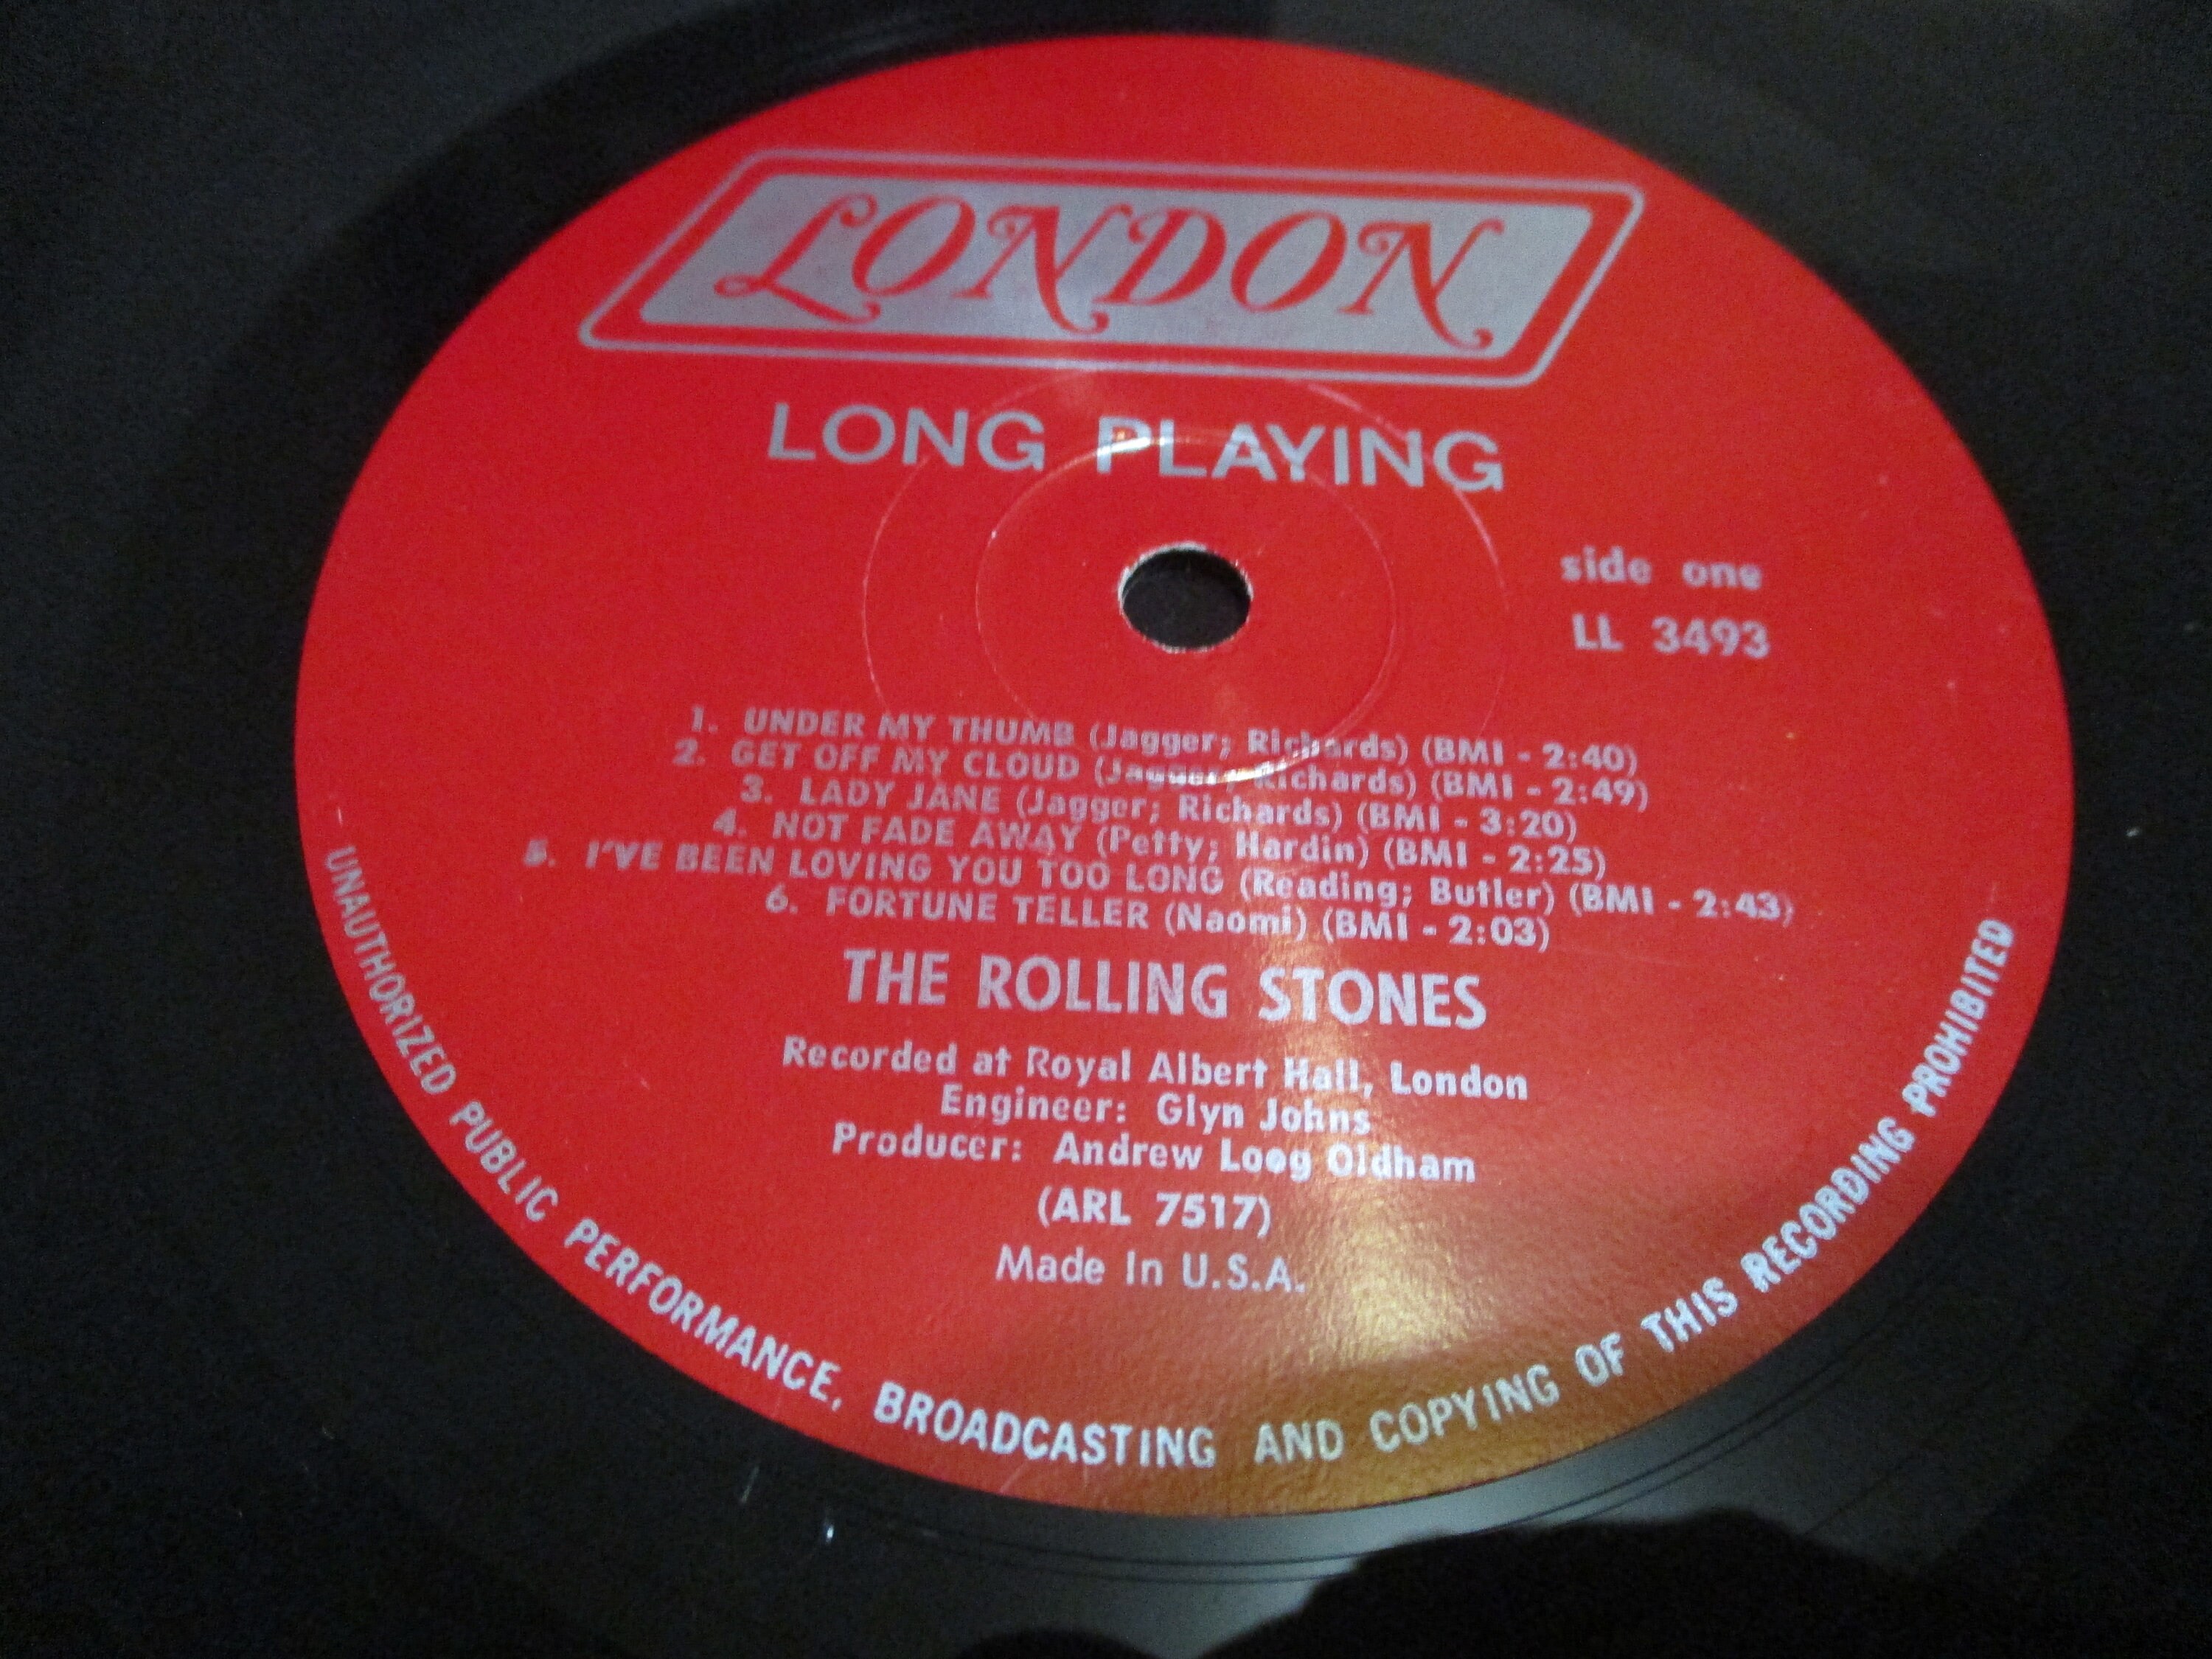 LONDON
LONG PLAYING
side one
LL 3493
1. UNDER MY THUMB (Jagger; Richards) (BMI - 2:40)
2. GET OFF MY CLOUD (Jagger; Richards) (BMI - 2:49)
3. LADY JANE (Jagger; Richards) (BMI - 3:20)
4. NOT FADE AWAY (Petty; Hardin) (BMI - 2:25)
5. I'VE BEEN LOVING YOU TOO LONG (Reading; Butler) (BMI - 2:43)
6. FORTUNE TELLER (Naomi) (BMI - 2:03)
THE ROLLING STONES
Recorded at Royal Albert Hall, London
Engineer: Glyn Johns
Producer: Andrew Loog Oldham
(ARL 7517)
Made In U.S.A.
UNAUTHORIZED PUBLIC PERFORMANCE, BROADCASTING AND COPYING OF THIS RECORDING PROHIBITED